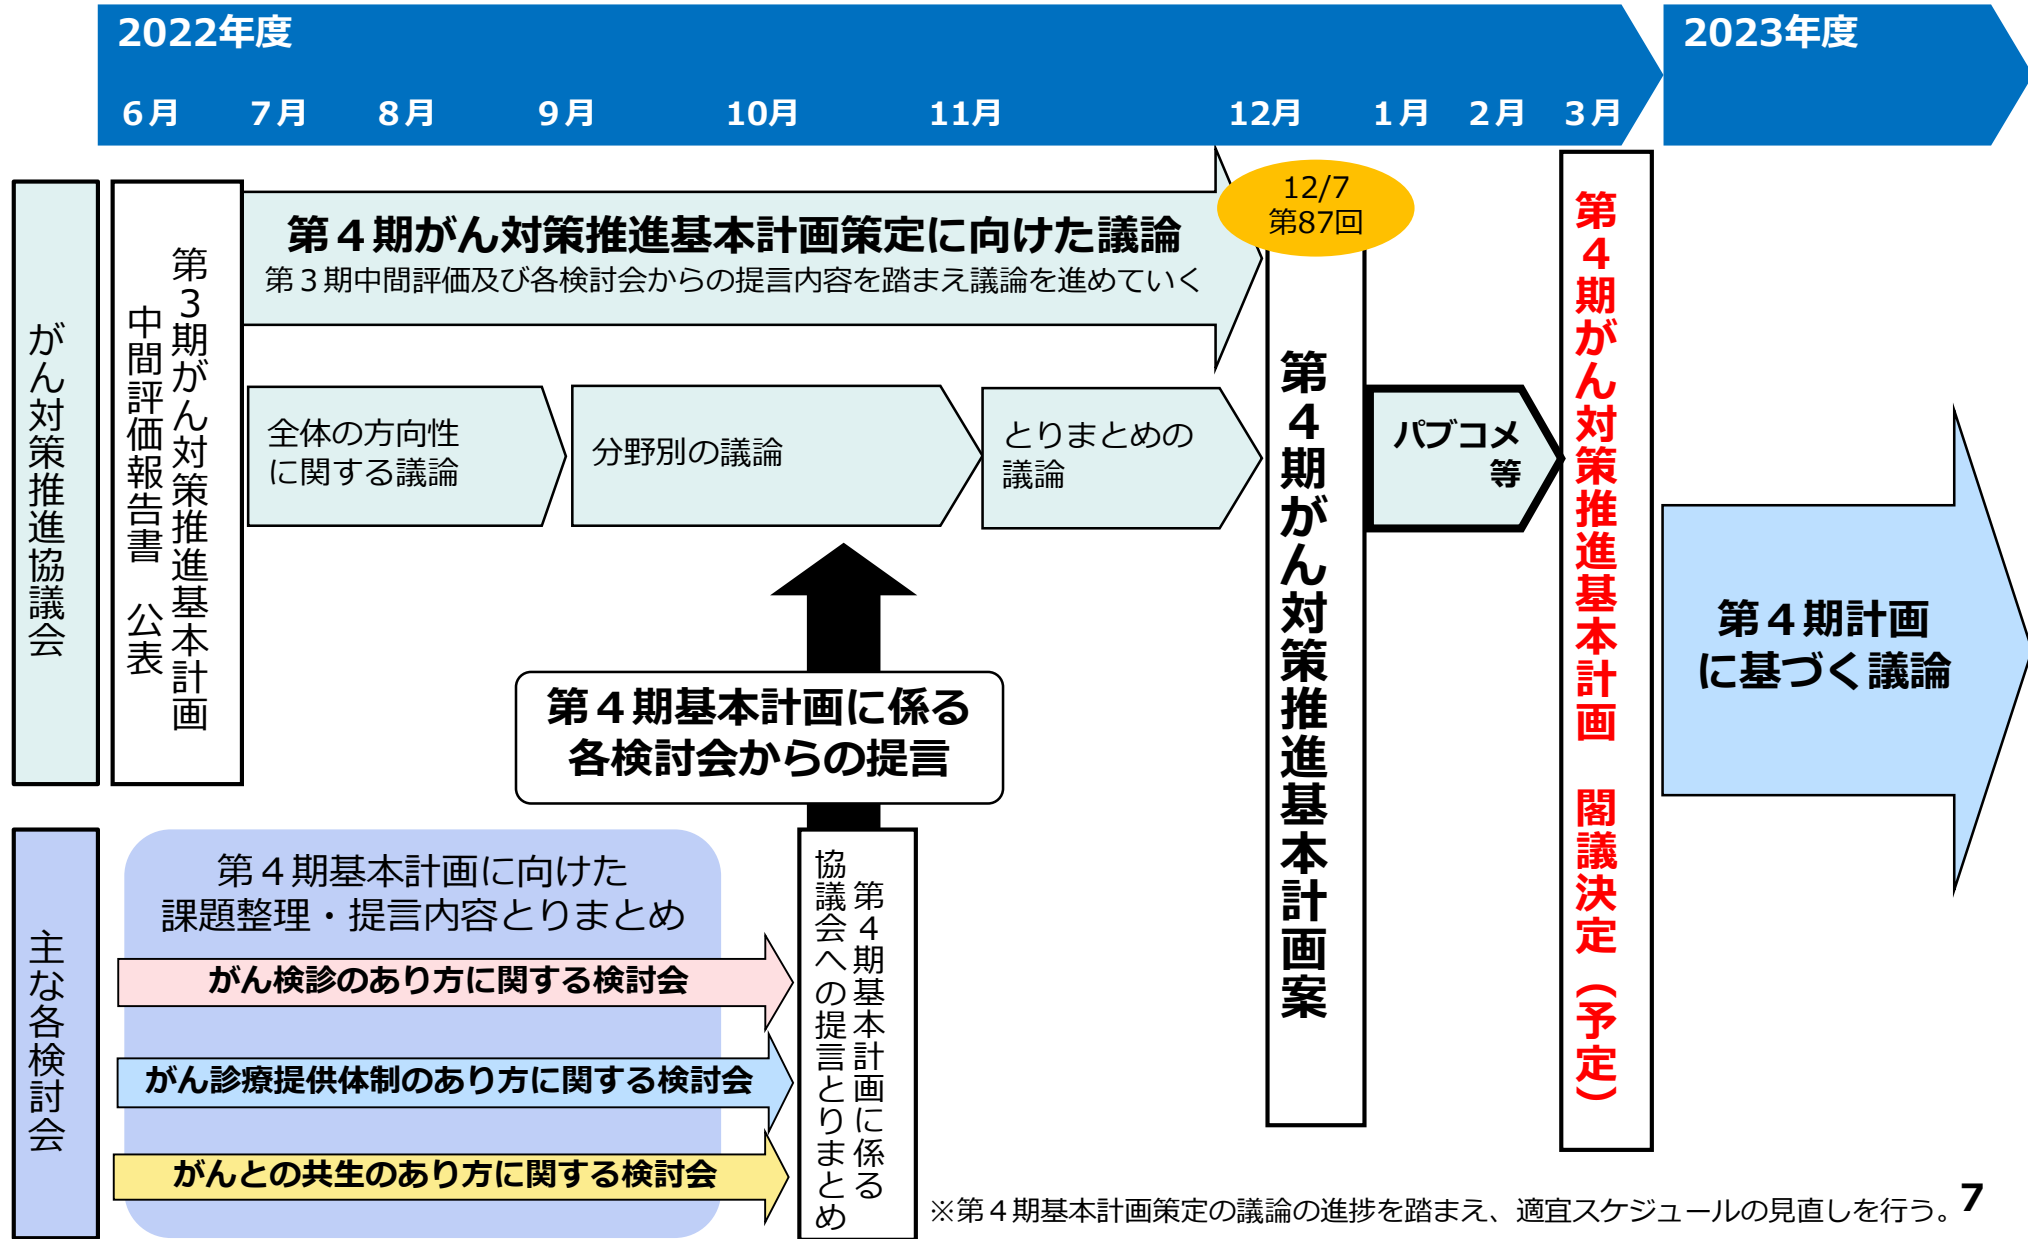 2022年度
2023年度
6月 7月 8月 9月 10月 11月 12月 1月 2月 3月
がん対策推進協議会
第3期がん対策推進基本計画
中間評価報告書 公表
第4期がん対策推進基本計画策定に向けた議論
第3期中間評価及び各検討会からの提言内容を踏まえ議論を進めていく
全体の方向性
に関する議論
分野別の議論
とりまとめの
議論
12/7
第87回
第4期がん対策推進基本計画案
パブコメ
等
第4期がん対策推進基本計画 閣議決定(予定)
第4期計画
に基づく議論
第4期基本計画に係る
各検討会からの提言
主な各検討会
第4期基本計画に向けた
課題整理・提言内容とりまとめ
がん検診のあり方に関する検討会
がん診療提供体制のあり方に関する検討会
がんとの共生のあり方に関する検討会
第4期基本計画に係る
協議会への提言とりまとめ
※第4期基本計画策定の議論の進捗を踏まえ、適宜スケジュールの見直しを行う。
7